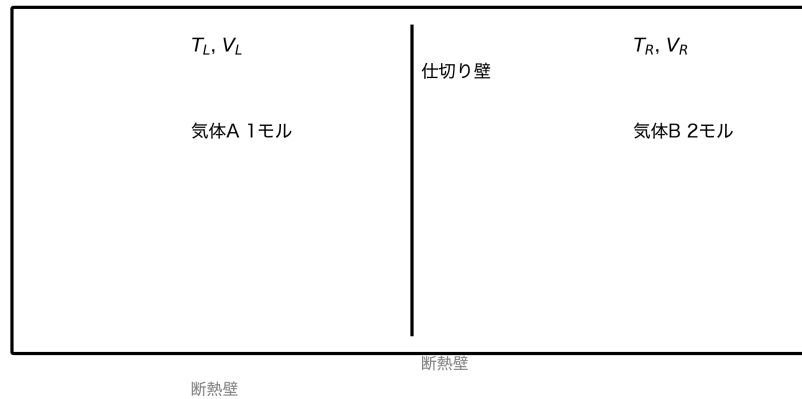 T_L, V_L
T_R, V_R
仕切り壁
気体A 1モル
気体B 2モル
断熱壁
断熱壁